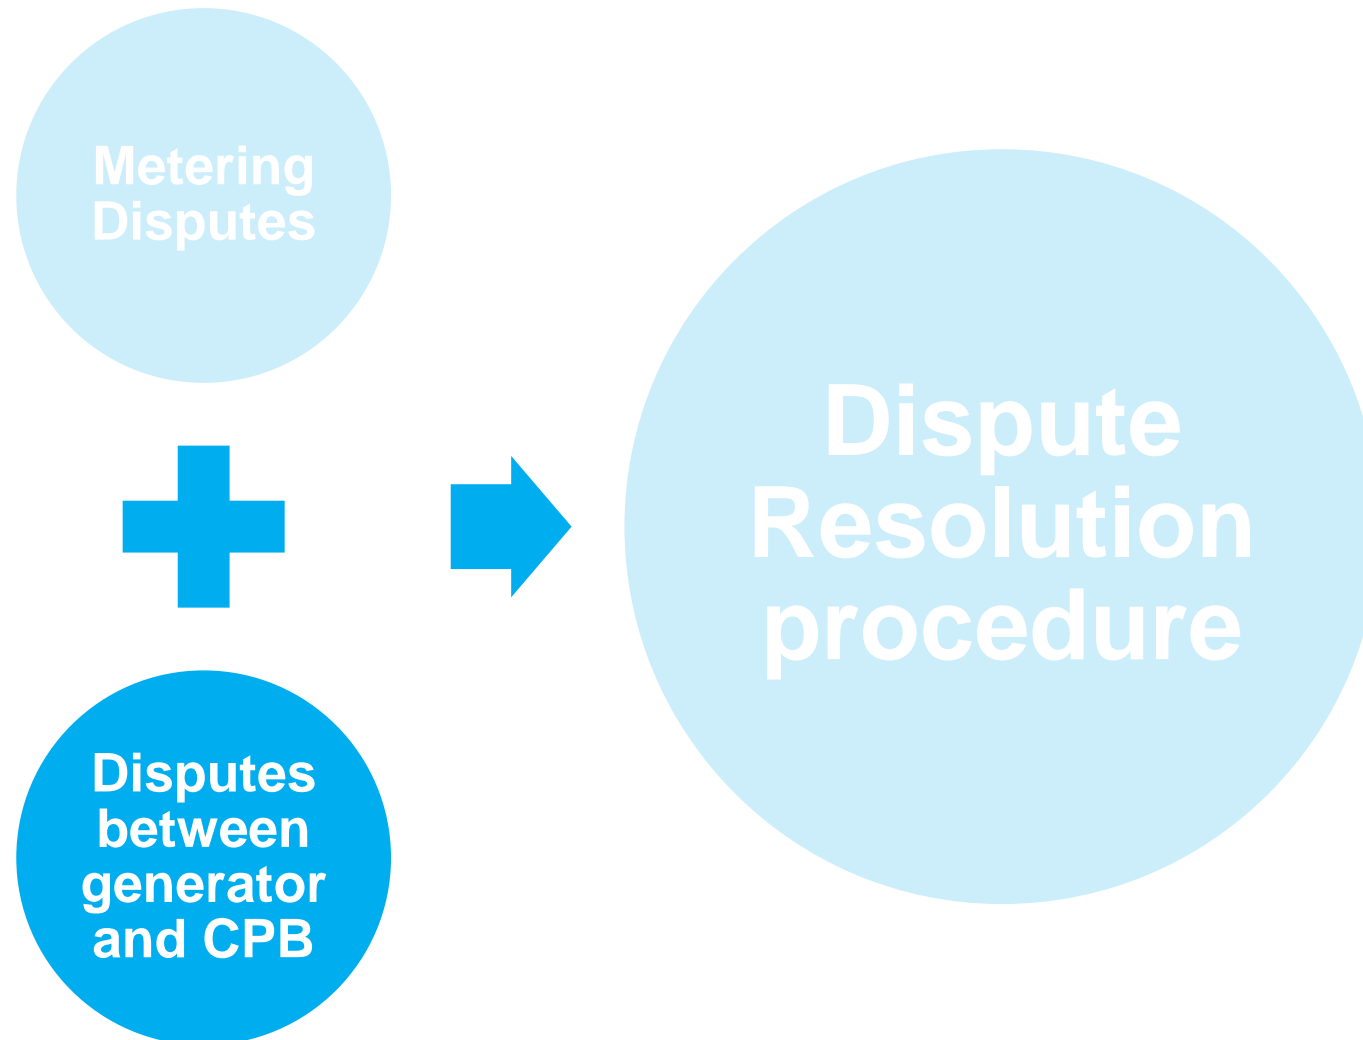 Metering
Disputes
Disputes
between
generator
and CPB
Dispute
Resolution
procedure